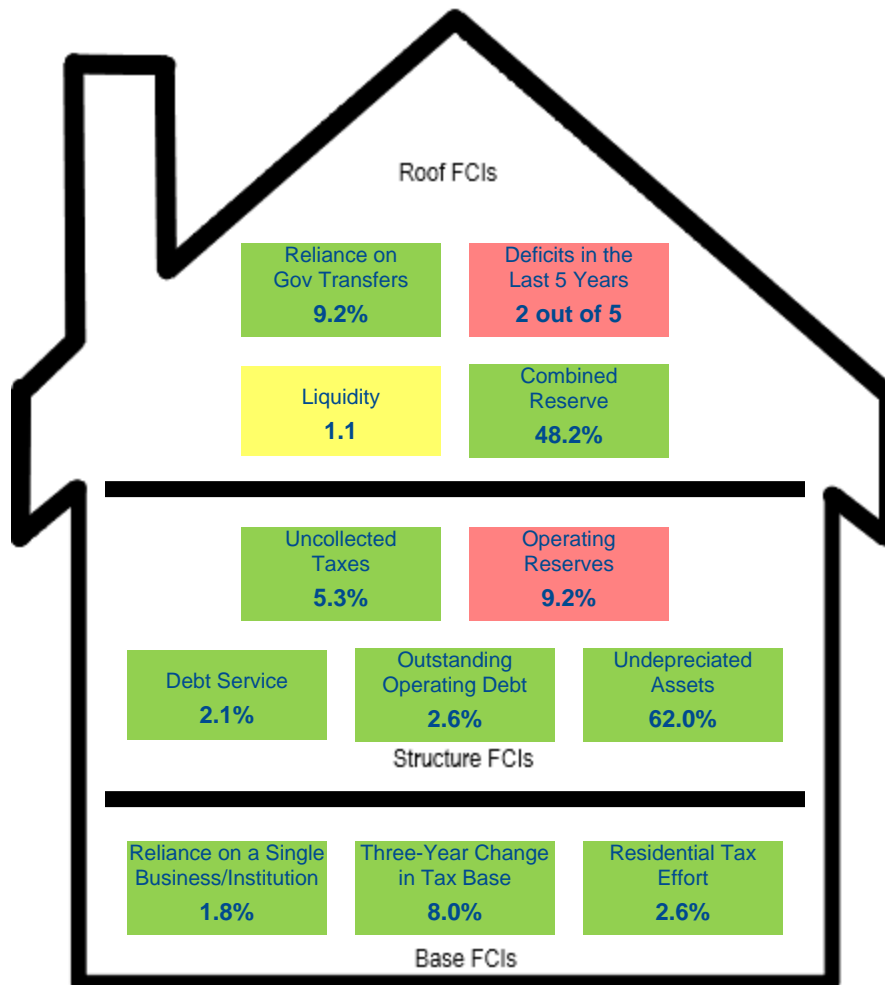 Roof FCIs
Reliance on
Gov Transfers
9.2%
Deficits in the
Last 5 Years
2 out of 5
Liquidity
1.1
Combined
Reserve
48.2%
Uncollected
Taxes
5.3%
Operating
Reserves
9.2%
Debt Service
2.1%
Outstanding
Operating Debt
2.6%
Undepreciated
Assets
62.0%
Structure FCIs
Reliance on a Single
Business/Institution
1.8%
Three-Year Change
in Tax Base
8.0%
Residential Tax
Effort
2.6%
Base FCIs